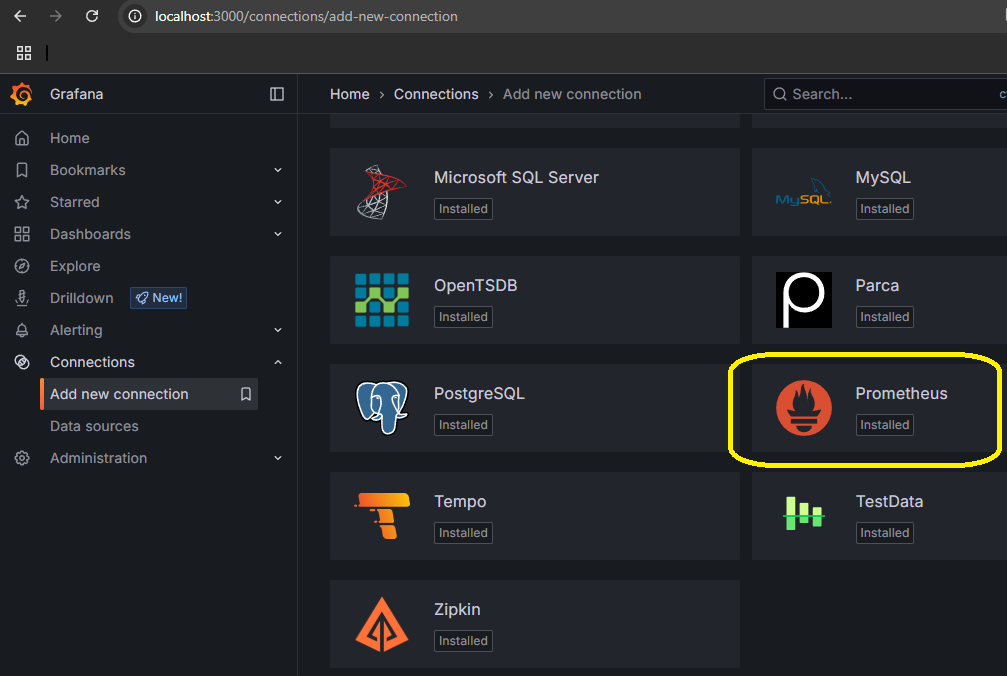 localhost:3000/connections/add-new-connection
Grafana
Home › Connections › Add new connection
Search...
Home
Bookmarks
Starred
Dashboards
Explore
Drilldown
New!
Alerting
Connections
Add new connection
Data sources
Administration
Microsoft SQL Server
Installed
MySQL
MySQL
Installed
OpenTSDB
Installed
Parca
Installed
PostgreSQL
Installed
Prometheus
Installed
Tempo
Installed
TestData
Installed
Zipkin
Installed